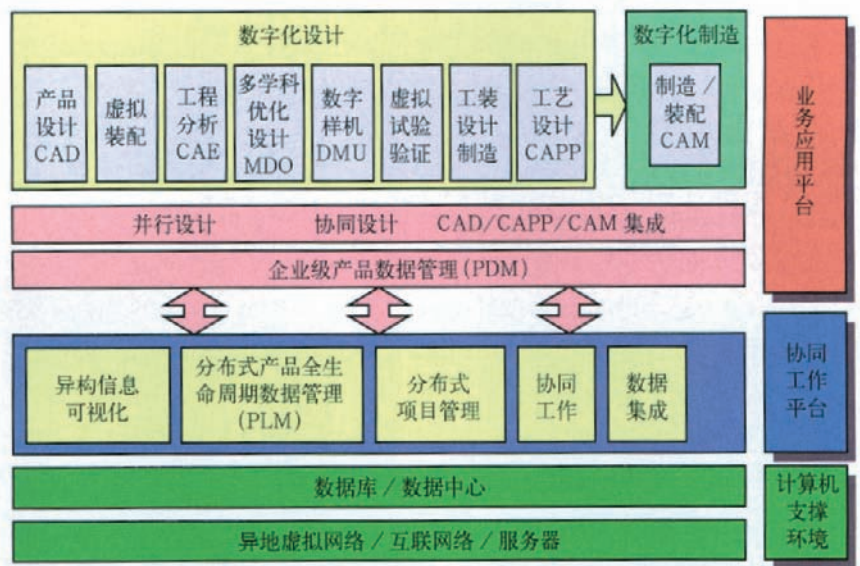 数字化设计
数字化制造
产品
设计
CAD
虚拟
装配
工程
分析
CAE
多学科
优化
设计
MDO
数字
样机
DMU
虚拟
试验
验证
工装
设计
制造
工艺
设计
CAPP
制造/
装配
CAM
业务应用平台
并行设计 协同设计 CAD/CAPP/CAM 集成
企业级产品数据管理(PDM)
异构信息
可视化
分布式产品全生
命周期数据管理
(PLM)
分布式
项目管理
协同
工作
数据
集成
协同
工作
平台
数据库/数据中心
异地虚拟网络/互联网络/服务器
计算机
支撑
环境